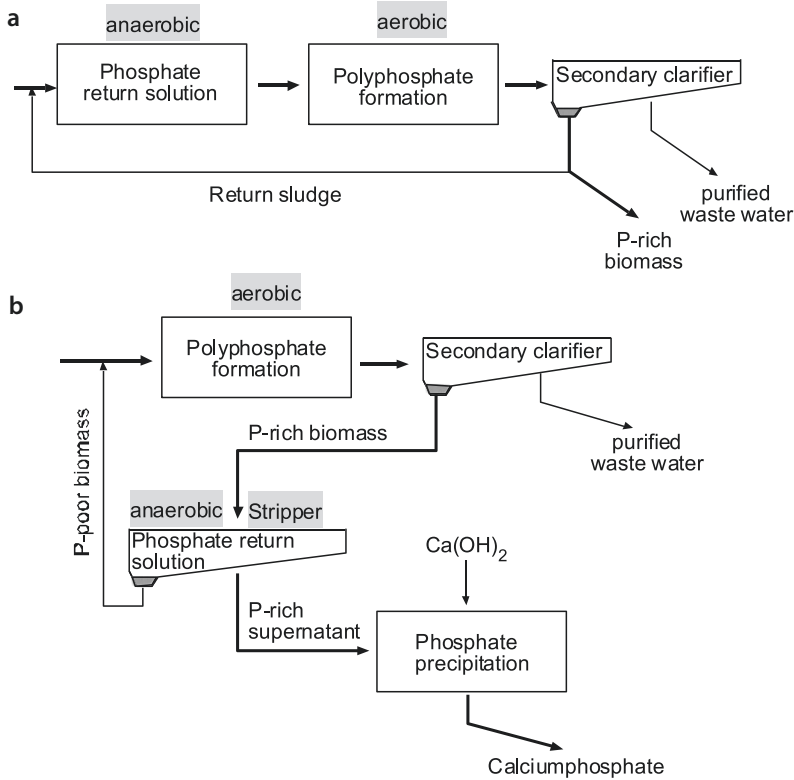 a
anaerobic
aerobic
Phosphate
return solution
Polyphosphate
formation
Secondary clarifier
Return sludge
purified
waste water
P-rich
biomass
b
aerobic
Polyphosphate
formation
Secondary clarifier
P-rich biomass
purified
waste water
P-poor biomass
anaerobic
Stripper
Phosphate return
solution
Ca(OH)₂
P-rich
supernatant
Phosphate
precipitation
Calciumphosphate